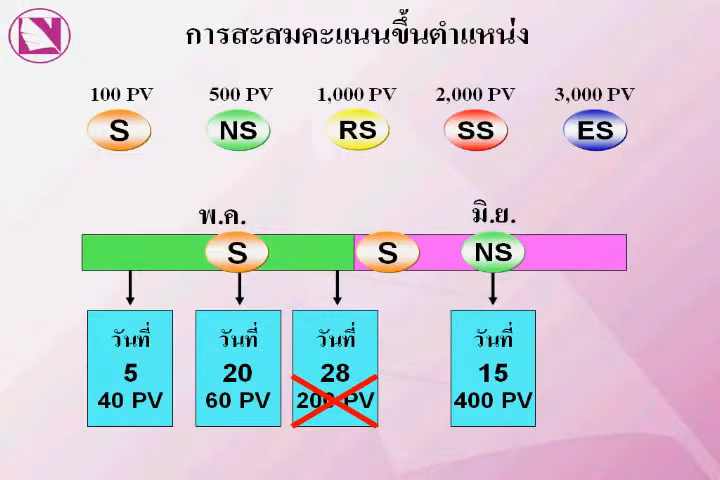 การสะสมคะแนนขึ้นตำแหน่ง
100 PV 500 PV 1,000 PV 2,000 PV 3,000 PV
S NS RS SS ES
พ.ค. มิ.ย.
S S NS
วันที่ วันที่ วันที่ วันที่
5 20 28 15
40 PV 60 PV 200 PV 400 PV